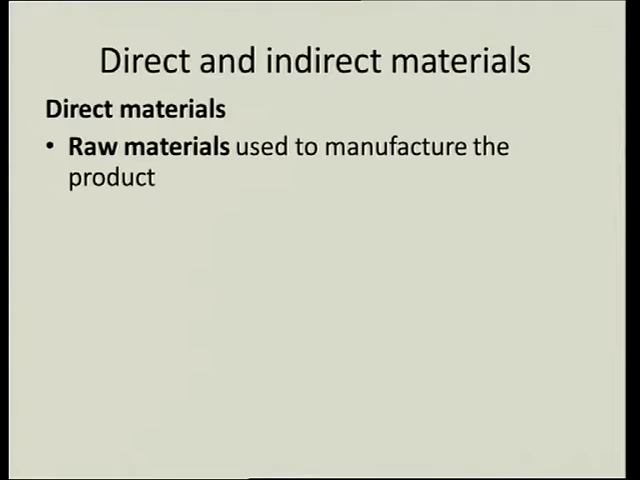 Direct and indirect materials
Direct materials
• Raw materials used to manufacture the
product